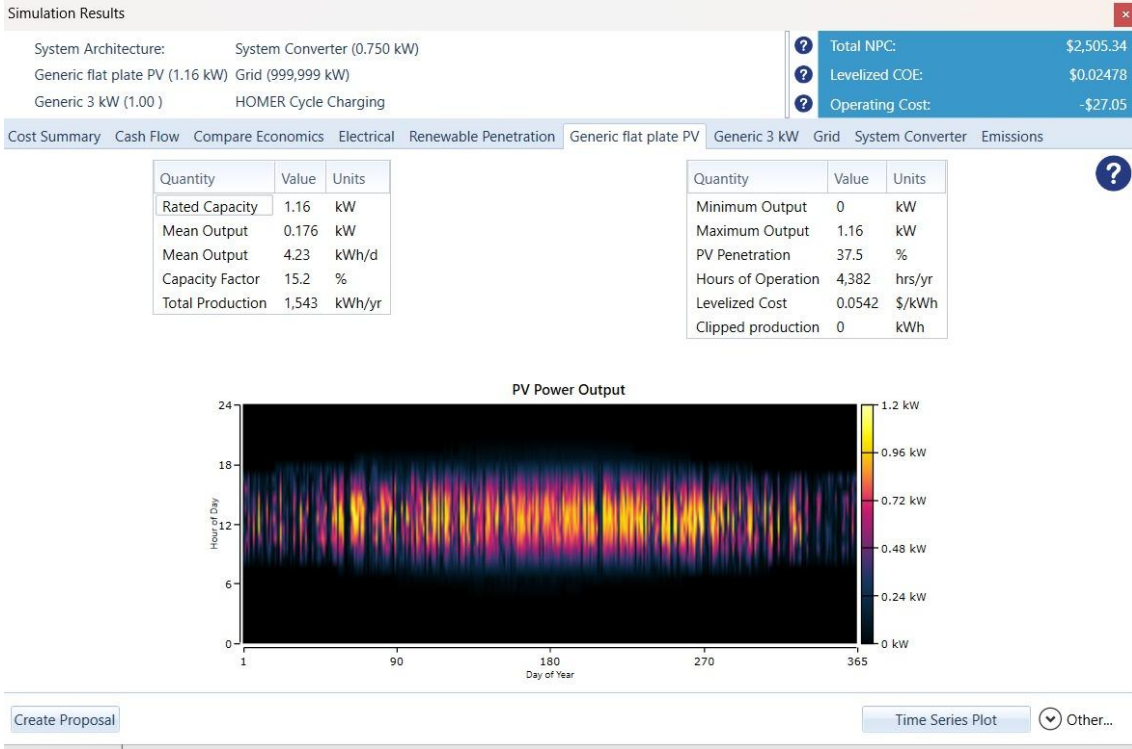 Simulation Results
System Architecture: System Converter (0.750 kW)
Generic flat plate PV (1.16 kW) Grid (999,999 kW)
Generic 3 kW (1.00 ) HOMER Cycle Charging
? Total NPC: $2,505.34
? Levelized COE: $0.02478
? Operating Cost: -$27.05
Cost Summary Cash Flow Compare Economics Electrical Renewable Penetration Generic flat plate PV Generic 3 kW Grid System Converter Emissions
?
Quantity Value Units
Rated Capacity 1.16 kW
Mean Output 0.176 kW
Mean Output 4.23 kWh/d
Capacity Factor 15.2 %
Total Production 1,543 kWh/yr
Quantity Value Units
Minimum Output 0 kW
Maximum Output 1.16 kW
PV Penetration 37.5 %
Hours of Operation 4,382 hrs/yr
Levelized Cost 0.0542 $/kWh
Clipped production 0 kWh
PV Power Output
Hour of Day
24
18
12
6
0
1 90 180 270 365
Day of Year
1.2 kW
0.96 kW
0.72 kW
0.48 kW
0.24 kW
0 kW
Create Proposal Time Series Plot Other...